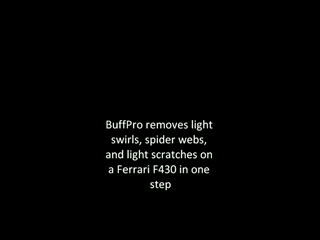 BuffPro removes light
swirls, spider webs,
and light scratches on
a Ferrari F430 in one
step